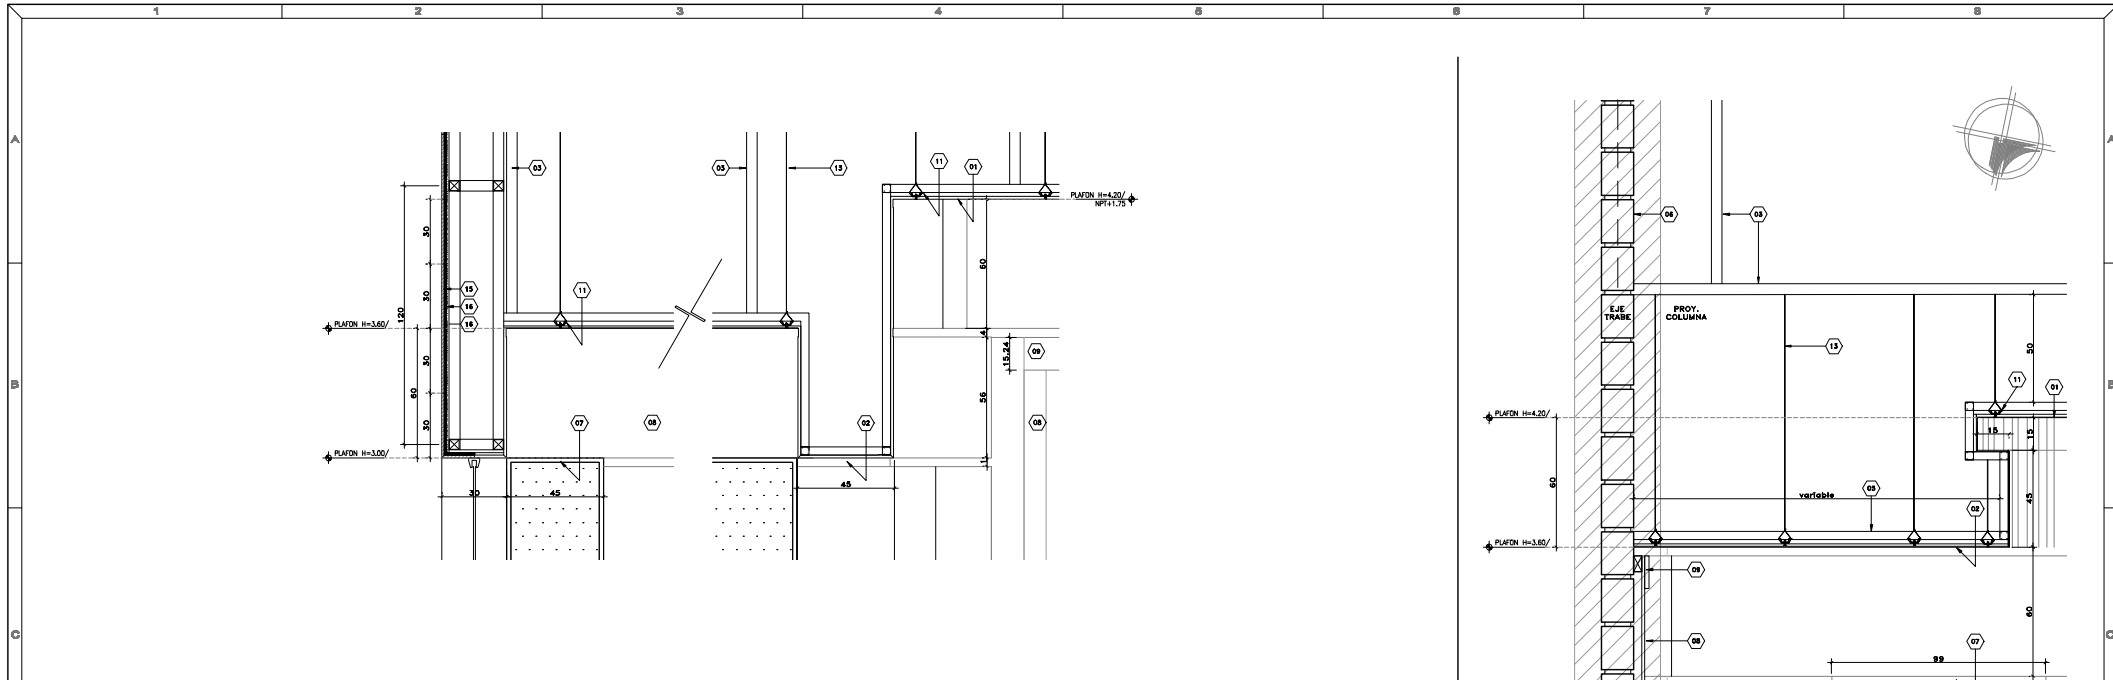 1 2 3 4 5 6 7 8
A A
03 03 13 11 01
PLAFON H=4.20/
NPT+1.75
06 03
30
60
15
11
30
16
120
16
PLAFON H=3.60/
4
EJE
TRABE
PROY.
COLUMNA
15.24
09
13
50
B B
30
60
56
11
01
07 08 02 08
30
PLAFON H=4.20/
15 15
PLAFON H=3.00/
1
30 45 45
60
05
variable
45
02
PLAFON H=3.60/
09
60
C C
08 07
99